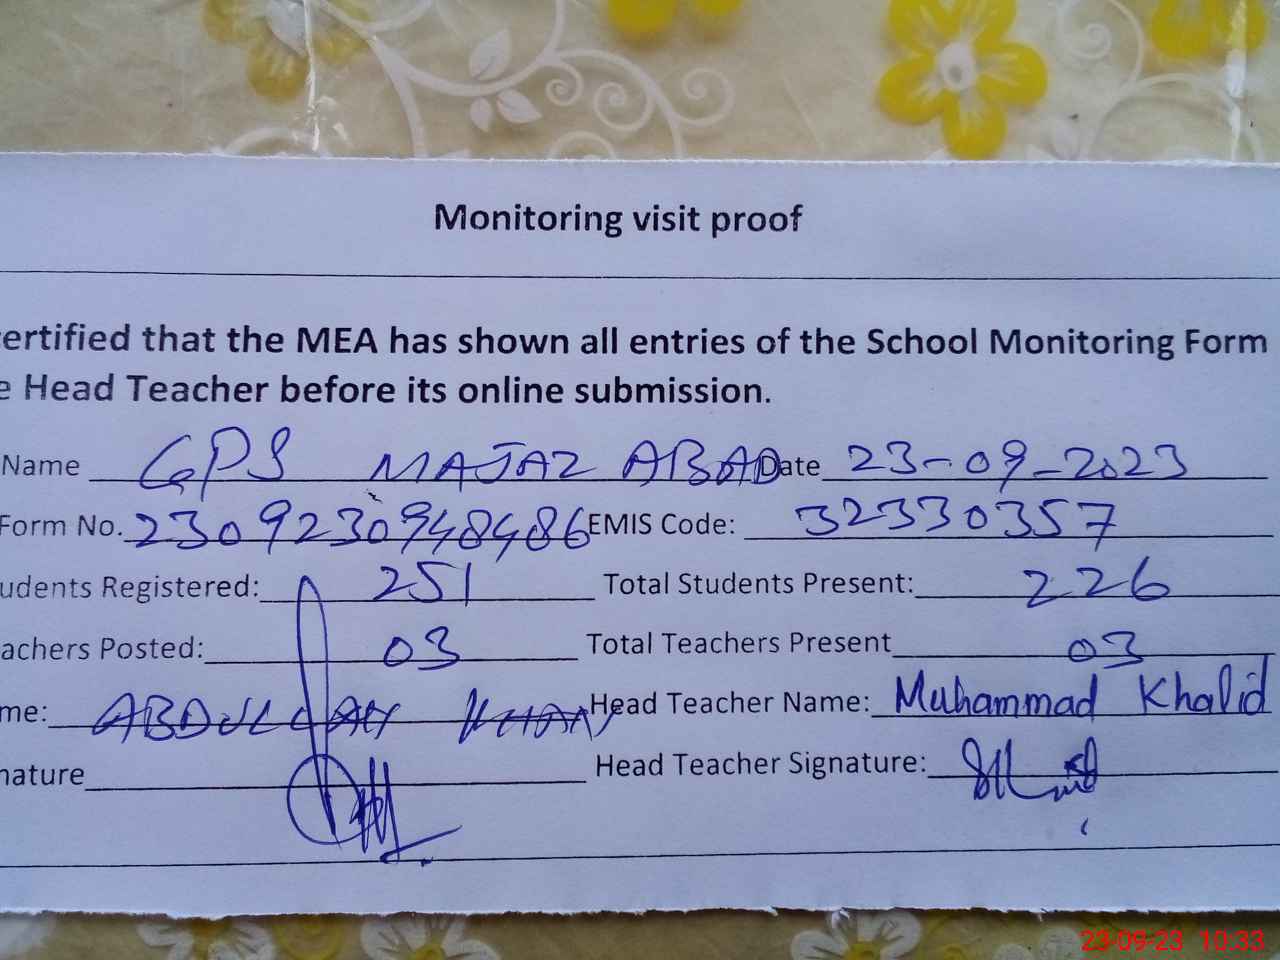 Monitoring visit proof
ertified that the MEA has shown all entries of the School Monitoring Form
e Head Teacher before its online submission.
Name GPS MAJAZ ABAD Date 23-09-2023
Form No. 2309230948486 EMIS Code: 32330357
udents Registered: 251 Total Students Present: 226
achers Posted: 03 Total Teachers Present 03
me: ABDULLAH KHAN Head Teacher Name: Muhammad Khalid
nature Head Teacher Signature:
23-09-23 10:33